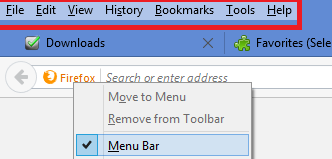 File Edit View History Bookmarks Tools Help
Downloads Favorites (Sele
Firefox Search or enter address
Move to Menu
Remove from Toolbar
Menu Bar